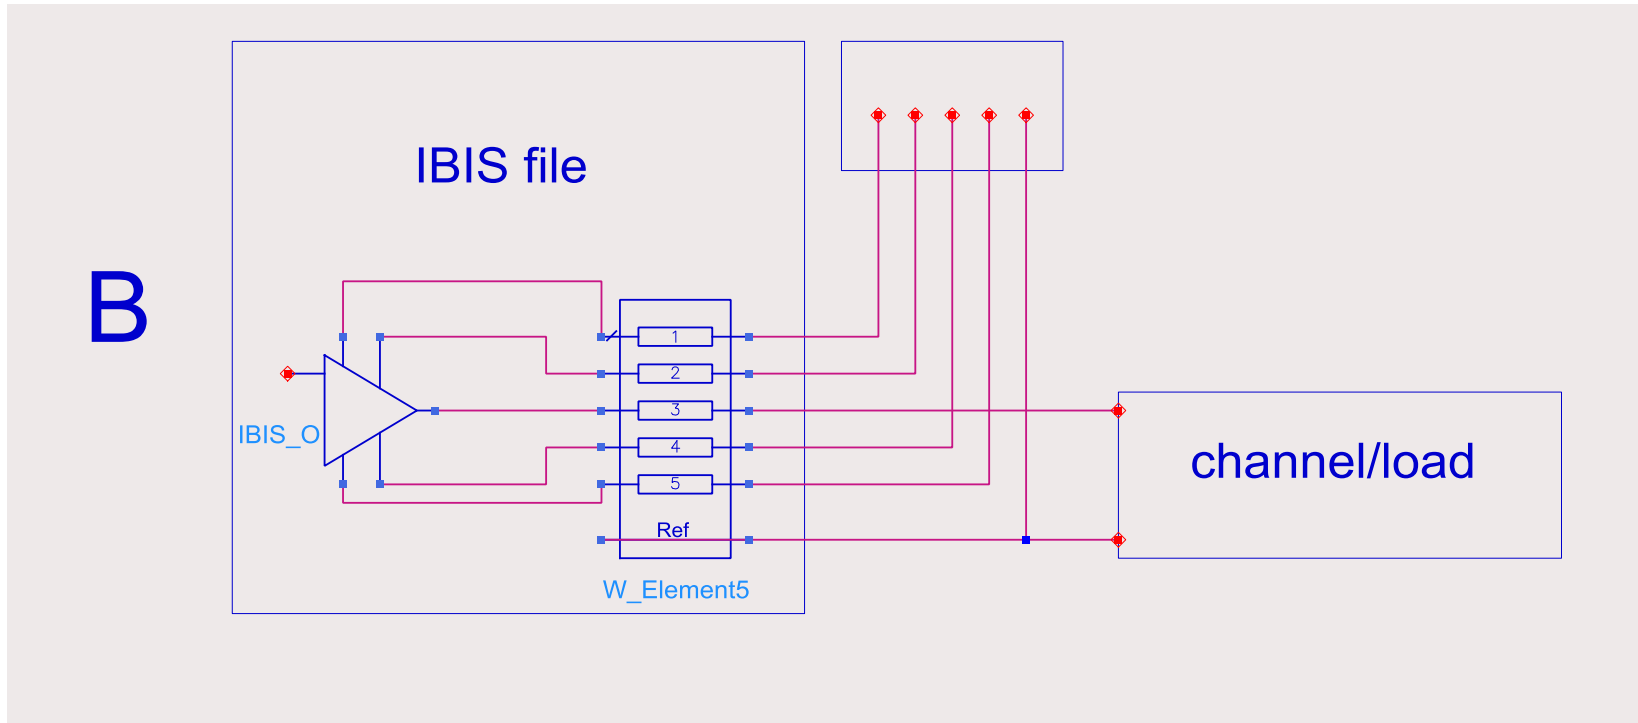 IBIS file
B
IBIS_O
1
2
3
4
5
Ref
W_Element5
channel/load